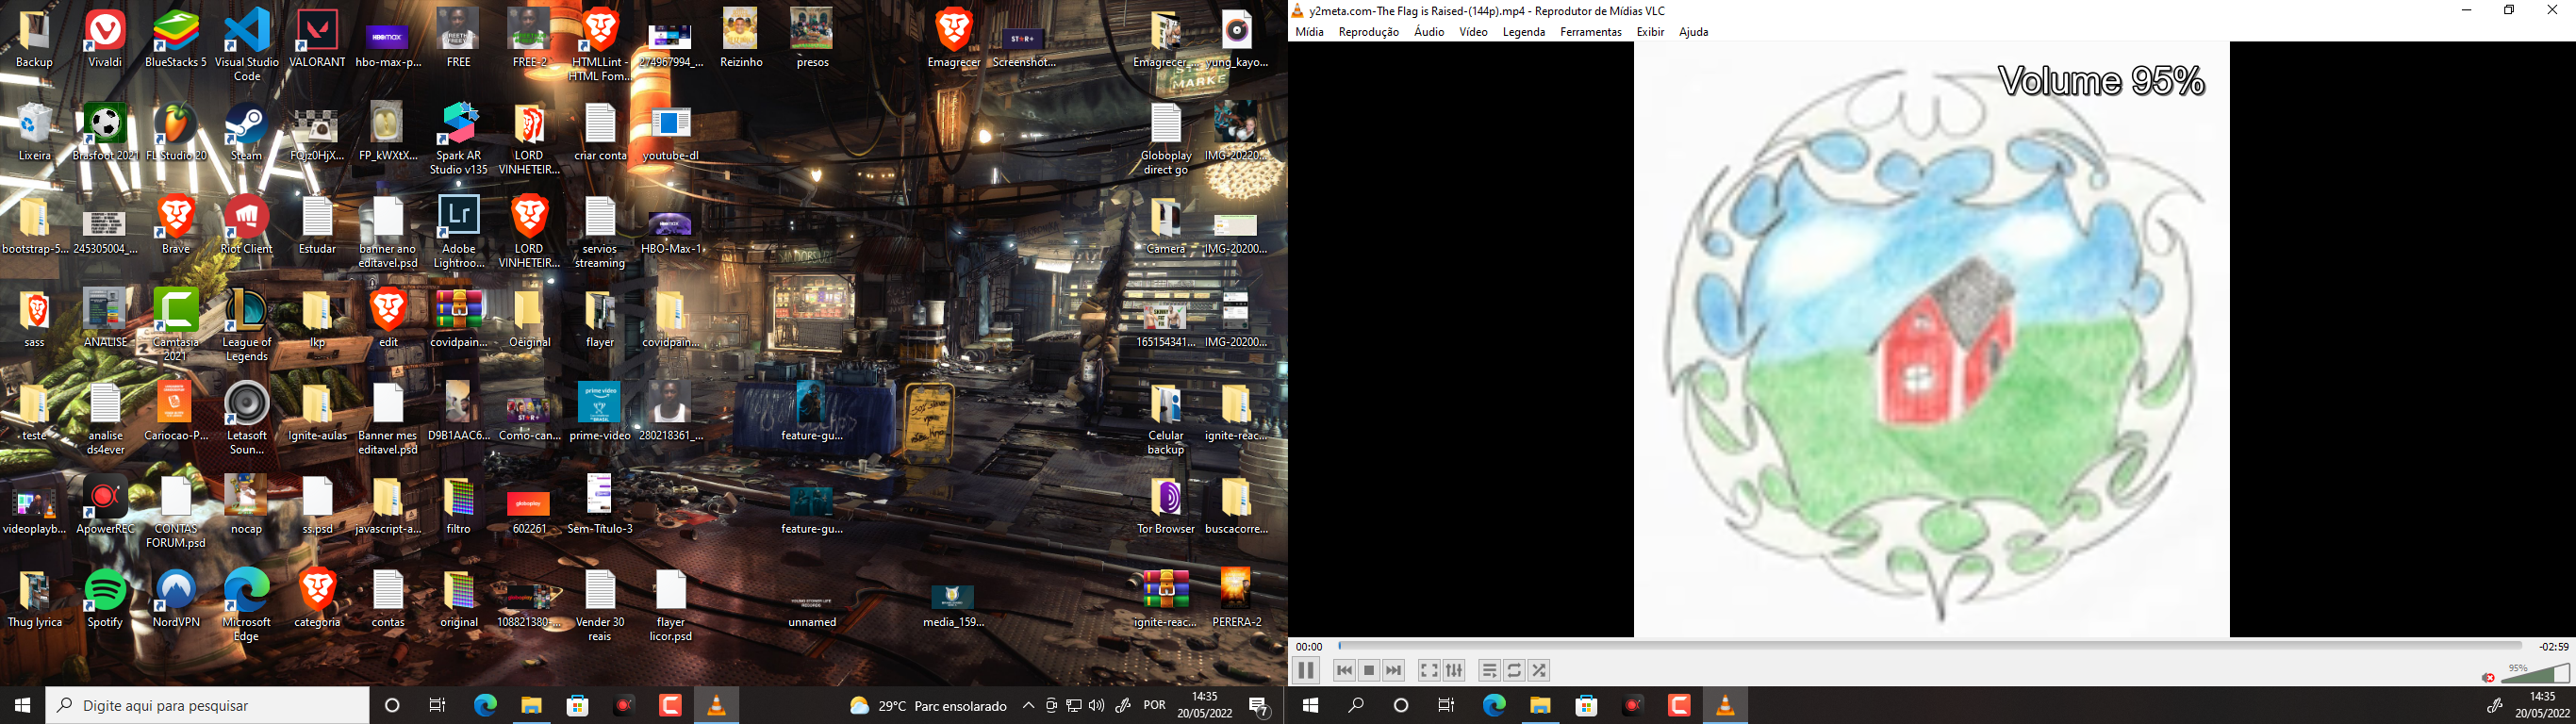 Backup
Vivaldi
BlueStacks 5
Visual Studio
Code
VALORANT
hbo-max-p...
FREE
FREE-2
HTMLLint -
HTML Fom...
274967994_...
Reizinho
presos
Emagrecer
Screenshot...
Emagrecer...
yung_kayo...
Lixeira
Brasfoot 2021
FL Studio 20
Steam
FQjz0HjX...
FP_kWXtX...
Spark AR
Studio v135
LORD
VINHETEIR...
criar conta
youtube-dl
Globoplay
direct go
IMG-20220...
bootstrap-5...
245305004_...
Brave
Riot Client
Estudar
banner ano
editavel.psd
Adobe
Lightroo...
LORD
VINHETEIR...
servios
streaming
HBO-Max-1
Camera
IMG-20200...
sass
ANALISE
Camtasia
2021
League of
Legends
lkp
edit
covidpain...
Original
flayer
covidpain...
165154341...
IMG-20200...
teste
analise
ds4ever
Cariocao-P...
Letasoft
Soun...
Ignite-aulas
Banner mes
editavel.psd
D9B1AAC6...
Como-can...
prime-video
280218361_...
feature-gu...
Celular
backup
ignite-reac...
videoplayb...
ApowerREC
CONTAS
FORUM.psd
nocap
ss.psd
javascript-a...
filtro
602261
Sem-Título-3
feature-gu...
Tor Browser
buscacorre...
Thug lyrica
Spotify
NordVPN
Microsoft
Edge
categoria
contas
original
108821380-...
Vender 30
reais
flayer
licor.psd
unnamed
media_159...
ignite-reac...
PERERA-2
Digite aqui para pesquisar
29°C Parc ensolarado
POR
14:35
20/05/2022
7
y2meta.com-The Flag is Raised-(144p).mp4 - Reprodutor de Mídias VLC
Mídia Reprodução Áudio Vídeo Legenda Ferramentas Exibir Ajuda
Volume 95%
00:00
-02:59
95%
14:35
20/05/2022